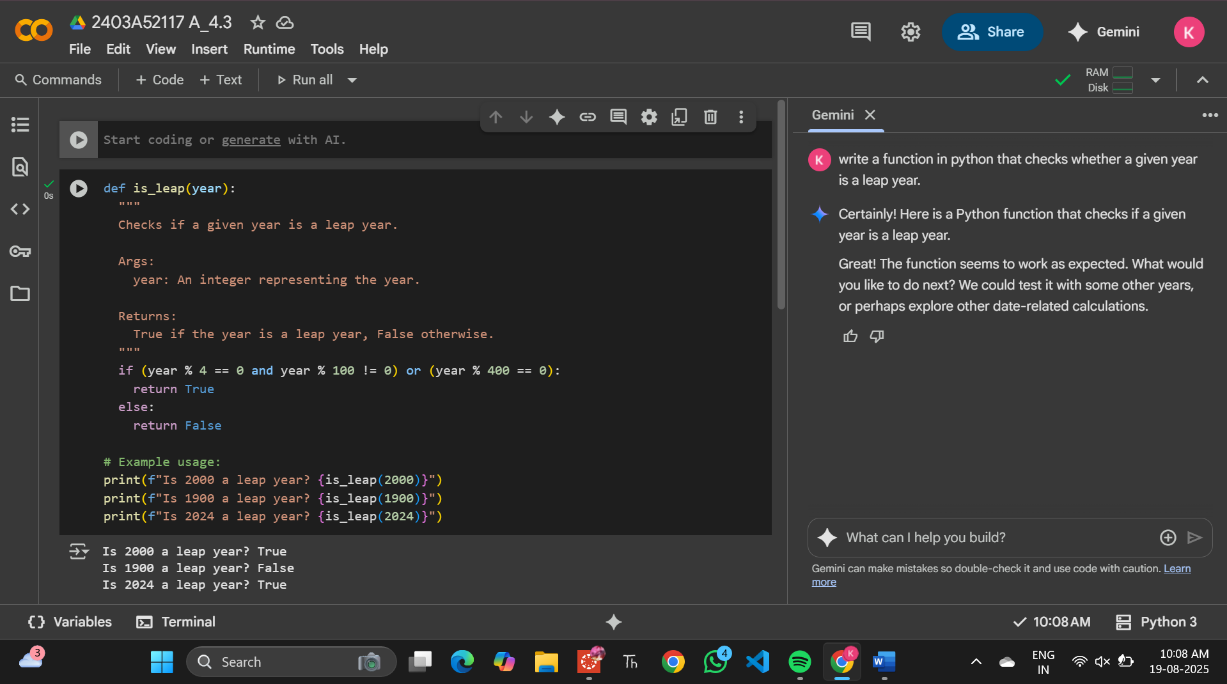 2403A52117 A_4.3
File Edit View Insert Runtime Tools Help
Share
Gemini
K
Commands + Code + Text Run all
RAM
Disk
Start coding or generate with AI.
0s
def is_leap(year):
"""
Checks if a given year is a leap year.
Args:
year: An integer representing the year.
Returns:
True if the year is a leap year, False otherwise.
"""
if (year % 4 == 0 and year % 100 != 0) or (year % 400 == 0):
return True
else:
return False
# Example usage:
print(f"Is 2000 a leap year? {is_leap(2000)}")
print(f"Is 1900 a leap year? {is_leap(1900)}")
print(f"Is 2024 a leap year? {is_leap(2024)}")
Is 2000 a leap year? True
Is 1900 a leap year? False
Is 2024 a leap year? True
Gemini
K
write a function in python that checks whether a given year
is a leap year.
Certainly! Here is a Python function that checks if a given
year is a leap year.
Great! The function seems to work as expected. What would
you like to do next? We could test it with some other years,
or perhaps explore other date-related calculations.
What can I help you build?
Gemini can make mistakes so double-check it and use code with caution. Learn
more
{} Variables Terminal
10:08 AM Python 3
3
Search
Th
4
K
W
ENG
IN
10:08 AM
19-08-2025